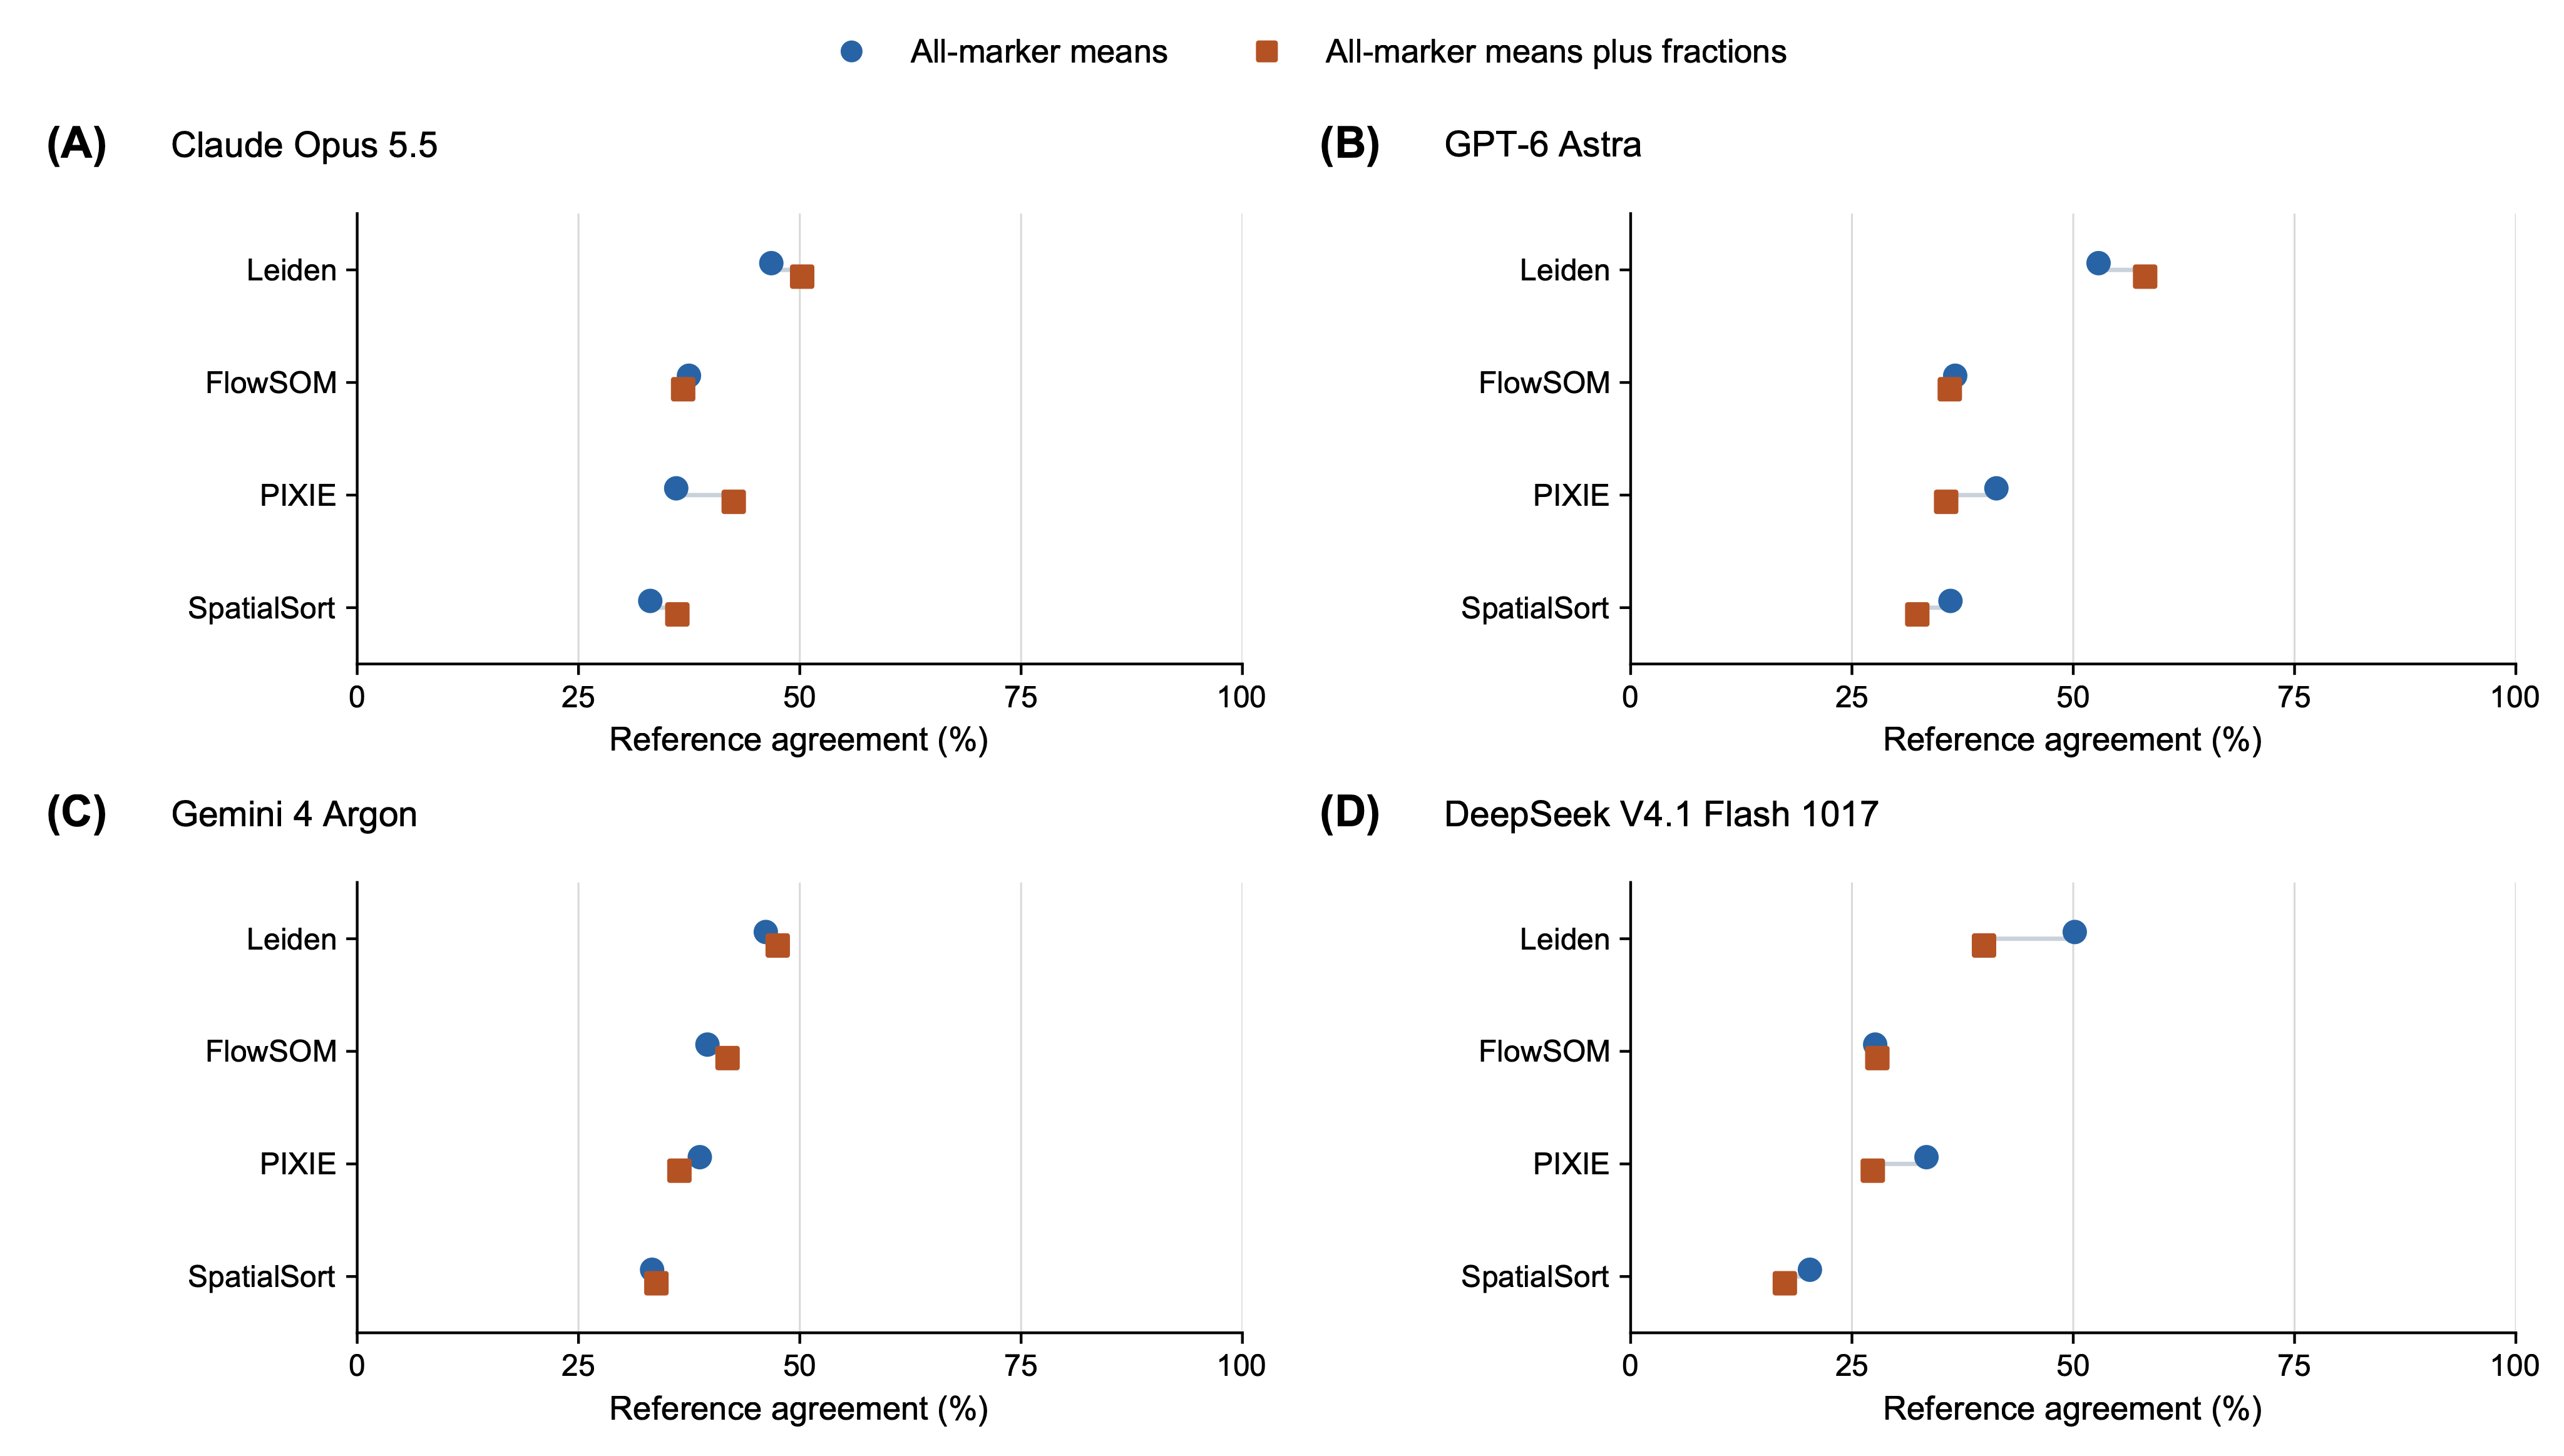 All-marker means
All-marker means plus fractions
(A) Claude Opus 5.5
Leiden
FlowSOM
PIXIE
SpatialSort
0 25 50 75 100
Reference agreement (%)
(B) GPT-6 Astra
Leiden
FlowSOM
PIXIE
SpatialSort
0 25 50 75 100
Reference agreement (%)
(C) Gemini 4 Argon
Leiden
FlowSOM
PIXIE
SpatialSort
0 25 50 75 100
Reference agreement (%)
(D) DeepSeek V4.1 Flash 1017
Leiden
FlowSOM
PIXIE
SpatialSort
0 25 50 75 100
Reference agreement (%)